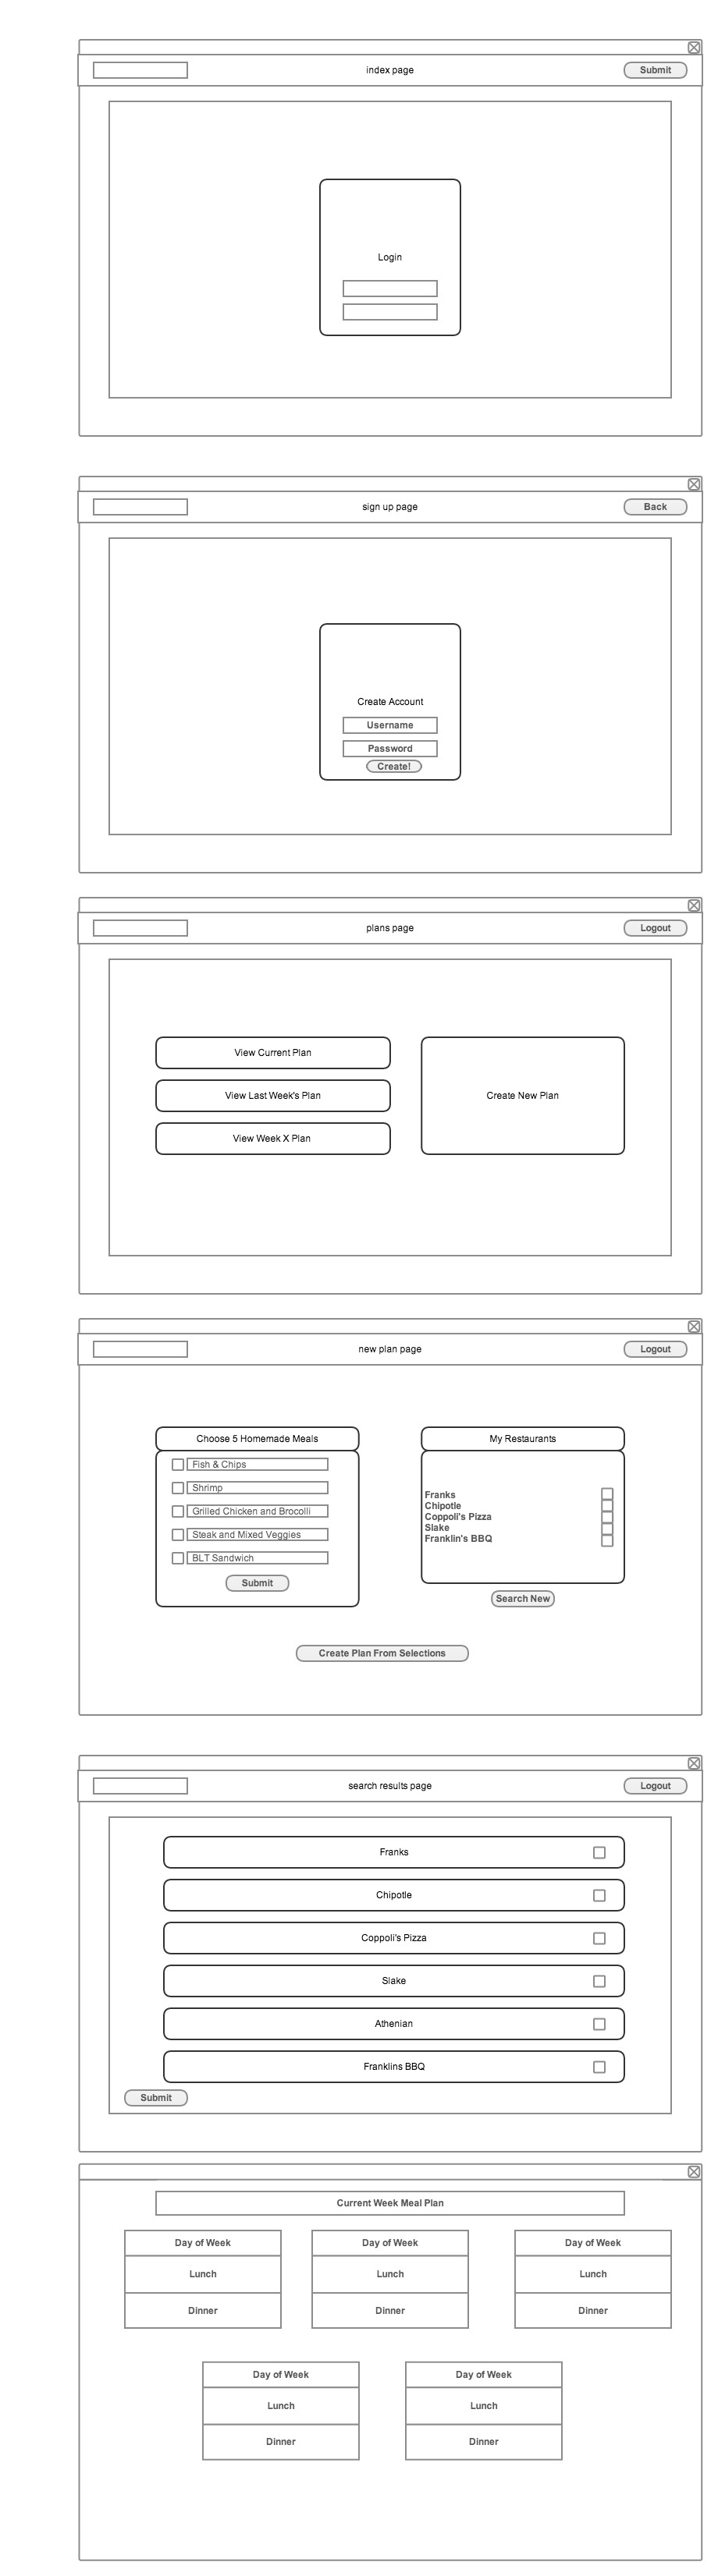 index page
Submit
Login
sign up page
Back
Create Account
Username
Password
Create!
plans page
Logout
View Current Plan
View Last Week's Plan
View Week X Plan
Create New Plan
new plan page
Logout
Choose 5 Homemade Meals
Fish & Chips
Shrimp
Grilled Chicken and Brocolli
Steak and Mixed Veggies
BLT Sandwich
Submit
My Restaurants
Franks
Chipotle
Coppoli's Pizza
Slake
Franklin's BBQ
Search New
Create Plan From Selections
search results page
Logout
Franks
Chipotle
Coppoli's Pizza
Slake
Athenian
Franklins BBQ
Submit
Current Week Meal Plan
Day of Week
Lunch
Dinner
Day of Week
Lunch
Dinner
Day of Week
Lunch
Dinner
Day of Week
Lunch
Dinner
Day of Week
Lunch
Dinner